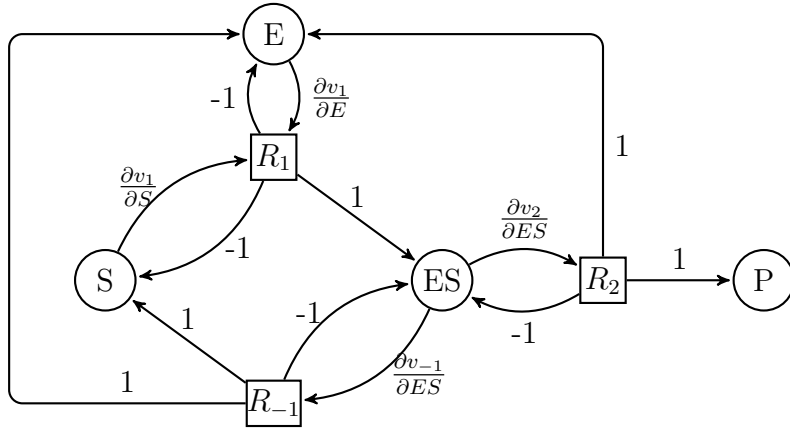 E
-1
∂v₁/∂E
R₁
∂v₁/∂S
1
1
-1
∂v₂/∂ES
S
ES
R₂
1
P
-1
-1
1
∂v₋₁/∂ES
1
R₋₁